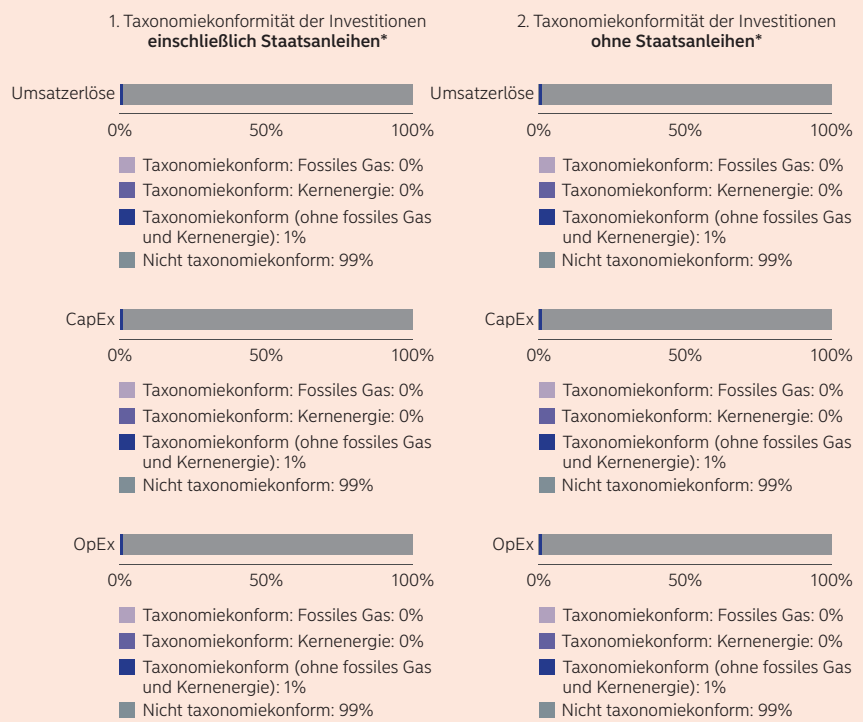 1. Taxonomiekonformität der Investitionen
einschließlich Staatsanleihen*
Umsatzerlöse
0% 50% 100%
Taxonomiekonform: Fossiles Gas: 0%
Taxonomiekonform: Kernenergie: 0%
Taxonomiekonform (ohne fossiles Gas
und Kernenergie): 1%
Nicht taxonomiekonform: 99%
CapEx
0% 50% 100%
Taxonomiekonform: Fossiles Gas: 0%
Taxonomiekonform: Kernenergie: 0%
Taxonomiekonform (ohne fossiles Gas
und Kernenergie): 1%
Nicht taxonomiekonform: 99%
OpEx
0% 50% 100%
Taxonomiekonform: Fossiles Gas: 0%
Taxonomiekonform: Kernenergie: 0%
Taxonomiekonform (ohne fossiles Gas
und Kernenergie): 1%
Nicht taxonomiekonform: 99%
2. Taxonomiekonformität der Investitionen
ohne Staatsanleihen*
Umsatzerlöse
0% 50% 100%
Taxonomiekonform: Fossiles Gas: 0%
Taxonomiekonform: Kernenergie: 0%
Taxonomiekonform (ohne fossiles Gas
und Kernenergie): 1%
Nicht taxonomiekonform: 99%
CapEx
0% 50% 100%
Taxonomiekonform: Fossiles Gas: 0%
Taxonomiekonform: Kernenergie: 0%
Taxonomiekonform (ohne fossiles Gas
und Kernenergie): 1%
Nicht taxonomiekonform: 99%
OpEx
0% 50% 100%
Taxonomiekonform: Fossiles Gas: 0%
Taxonomiekonform: Kernenergie: 0%
Taxonomiekonform (ohne fossiles Gas
und Kernenergie): 1%
Nicht taxonomiekonform: 99%